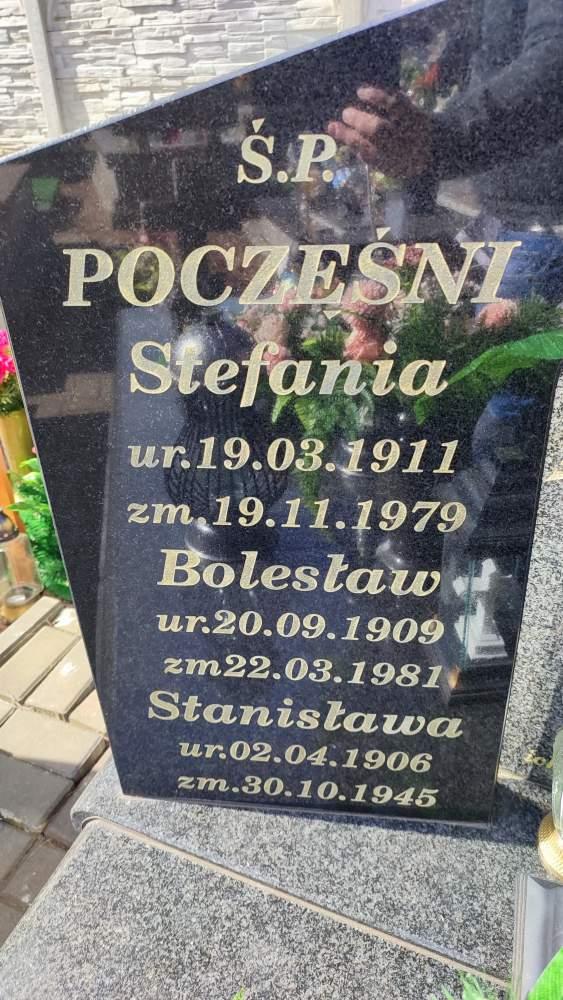 Ś.P.
POCZĘŚNI
Stefania
ur.19.03.1911
zm.19.11.1979
Bolesław
ur.20.09.1909
zm22.03.1981
Stanisława
ur.02.04.1906
zm.30.10.1945